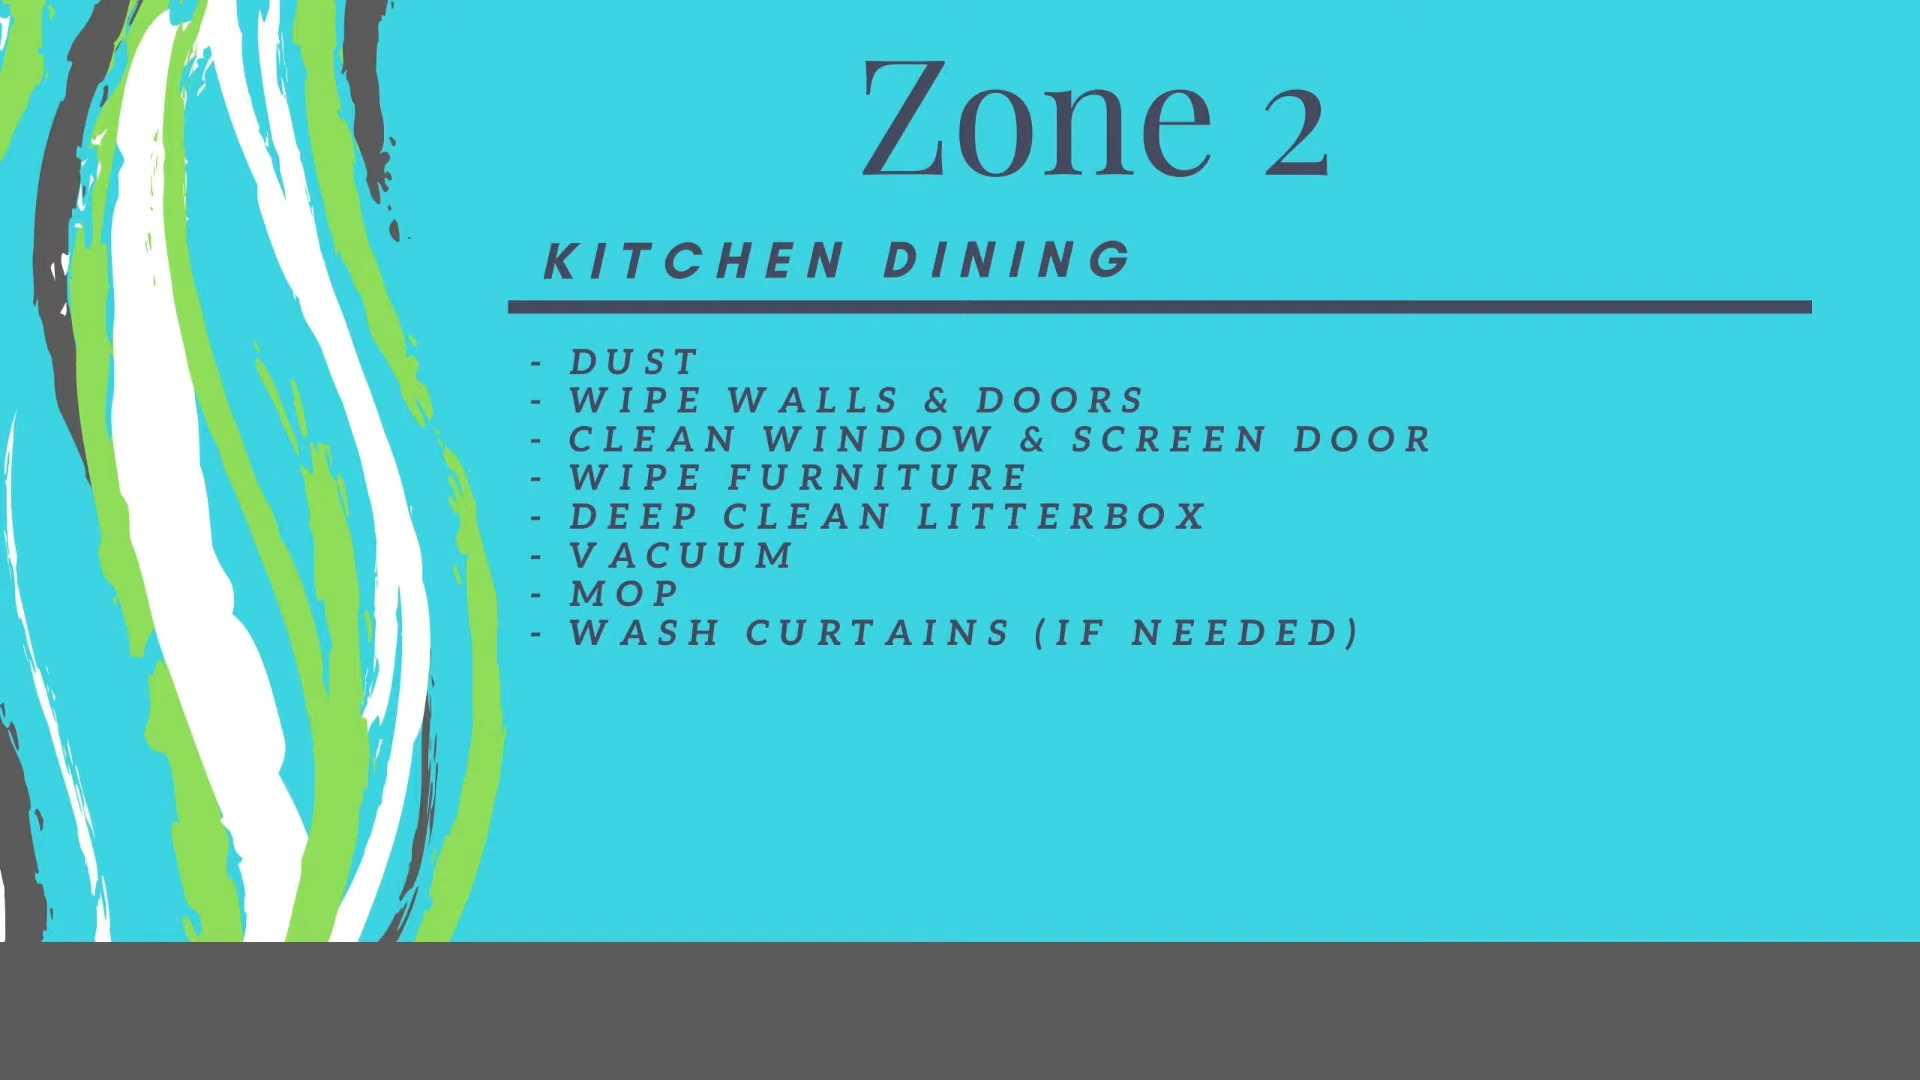 Zone 2
KITCHEN DINING
- DUST
- WIPE WALLS & DOORS
- CLEAN WINDOW & SCREEN DOOR
- WIPE FURNITURE
- DEEP CLEAN LITTERBOX
- VACUUM
- MOP
- WASH CURTAINS (IF NEEDED)